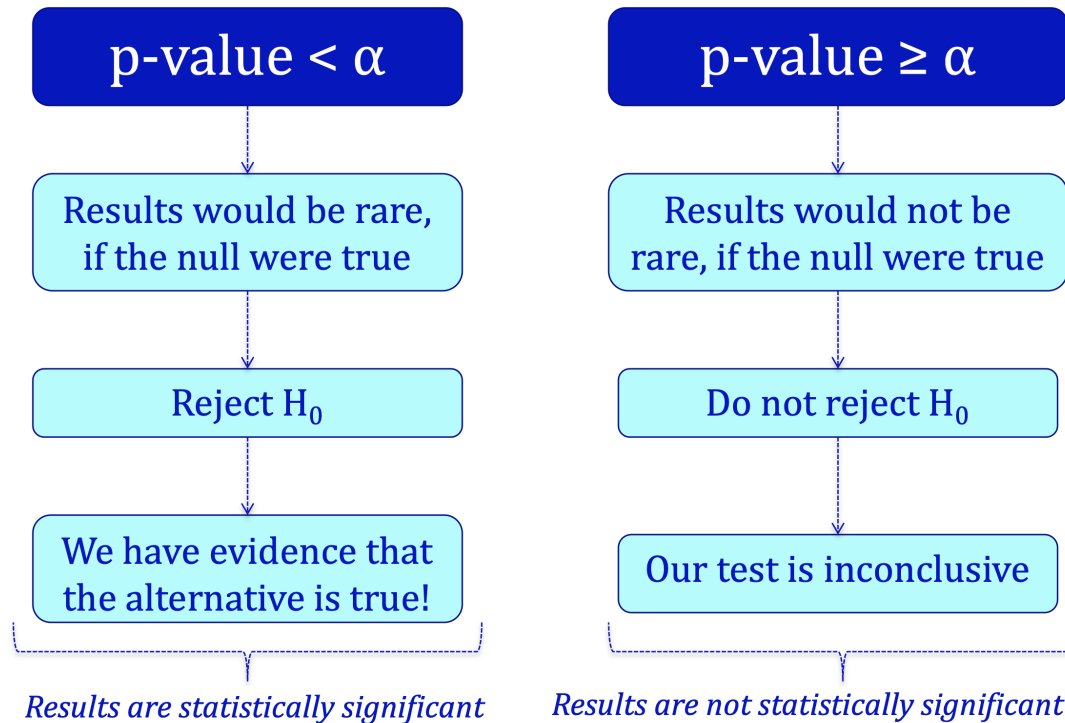 p-value < α
Results would be rare,
if the null were true
Reject H₀
We have evidence that
the alternative is true!
Results are statistically significant
p-value ≥ α
Results would not be
rare, if the null were true
Do not reject H₀
Our test is inconclusive
Results are not statistically significant